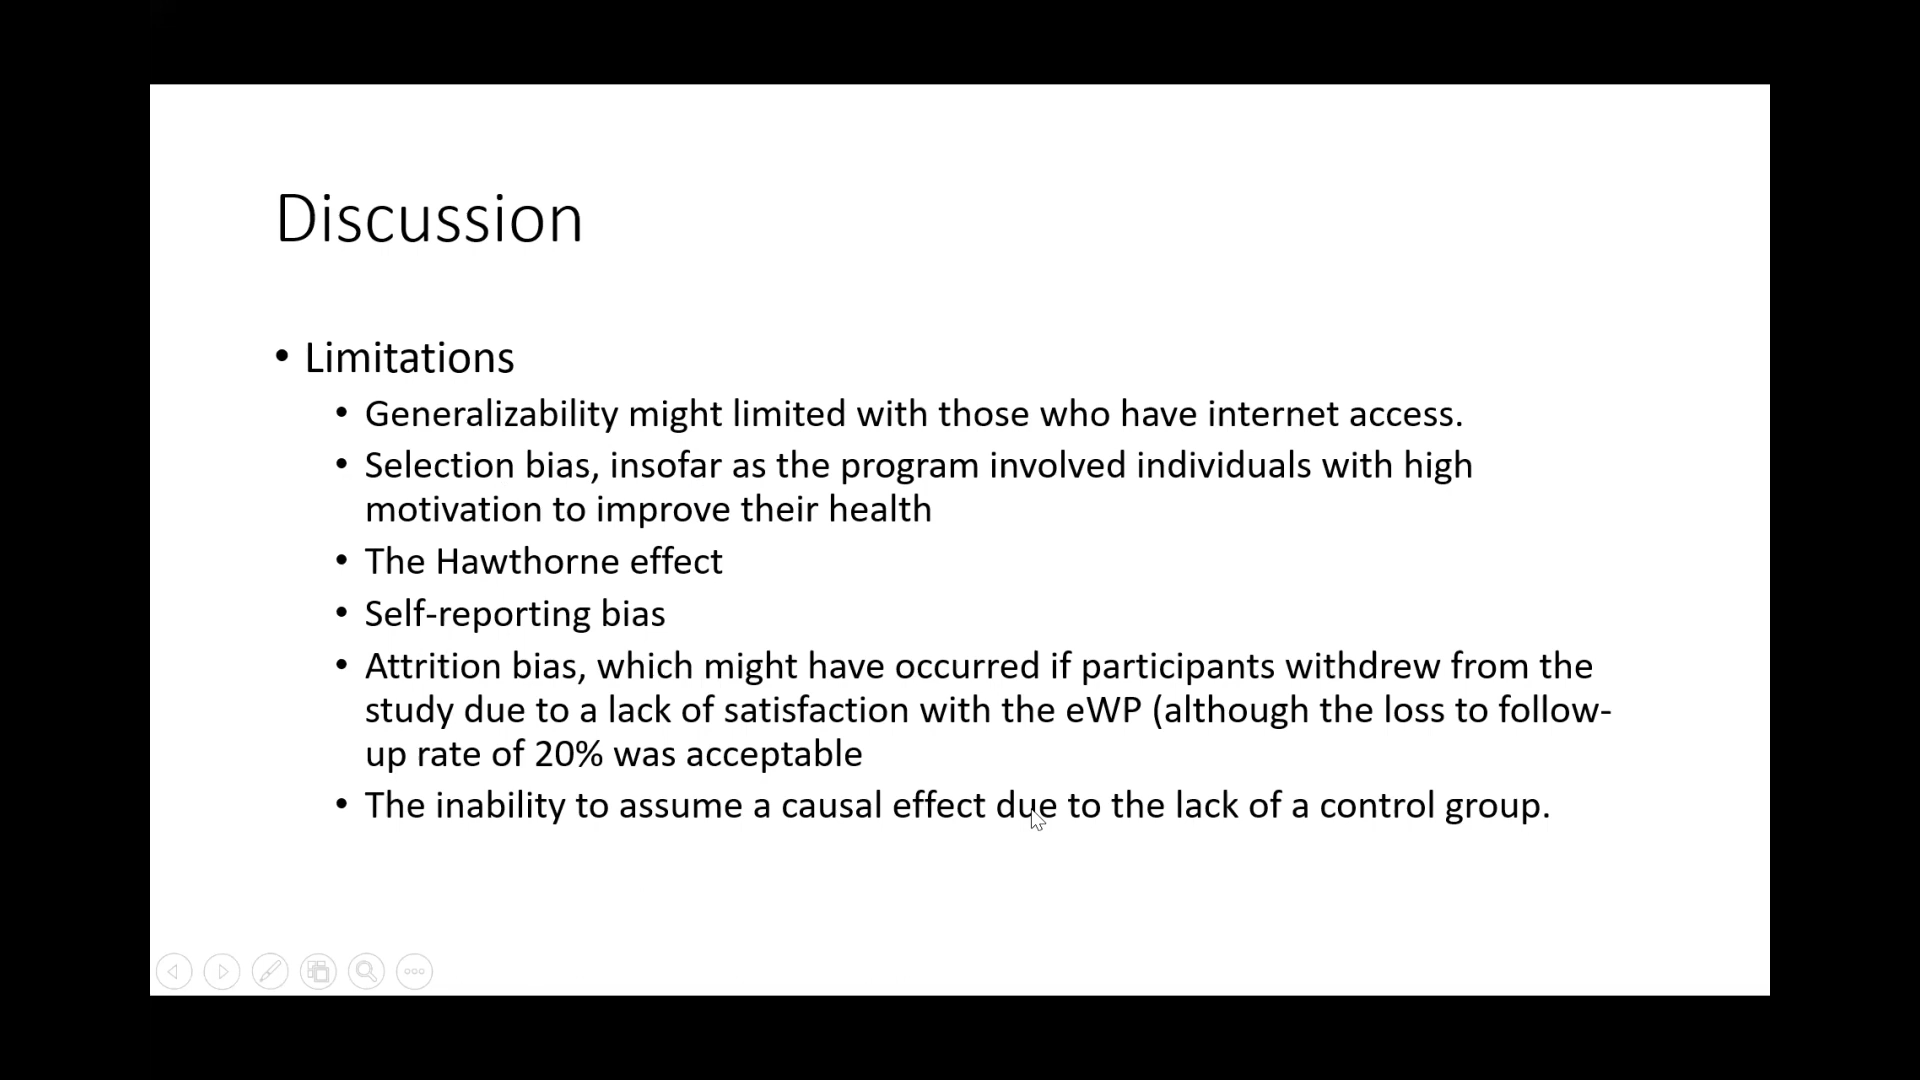 Discussion
• Limitations
• Generalizability might limited with those who have internet access.
• Selection bias, insofar as the program involved individuals with high
motivation to improve their health
• The Hawthorne effect
• Self-reporting bias
• Attrition bias, which might have occurred if participants withdrew from the
study due to a lack of satisfaction with the eWP (although the loss to follow-
up rate of 20% was acceptable
• The inability to assume a causal effect due to the lack of a control group.